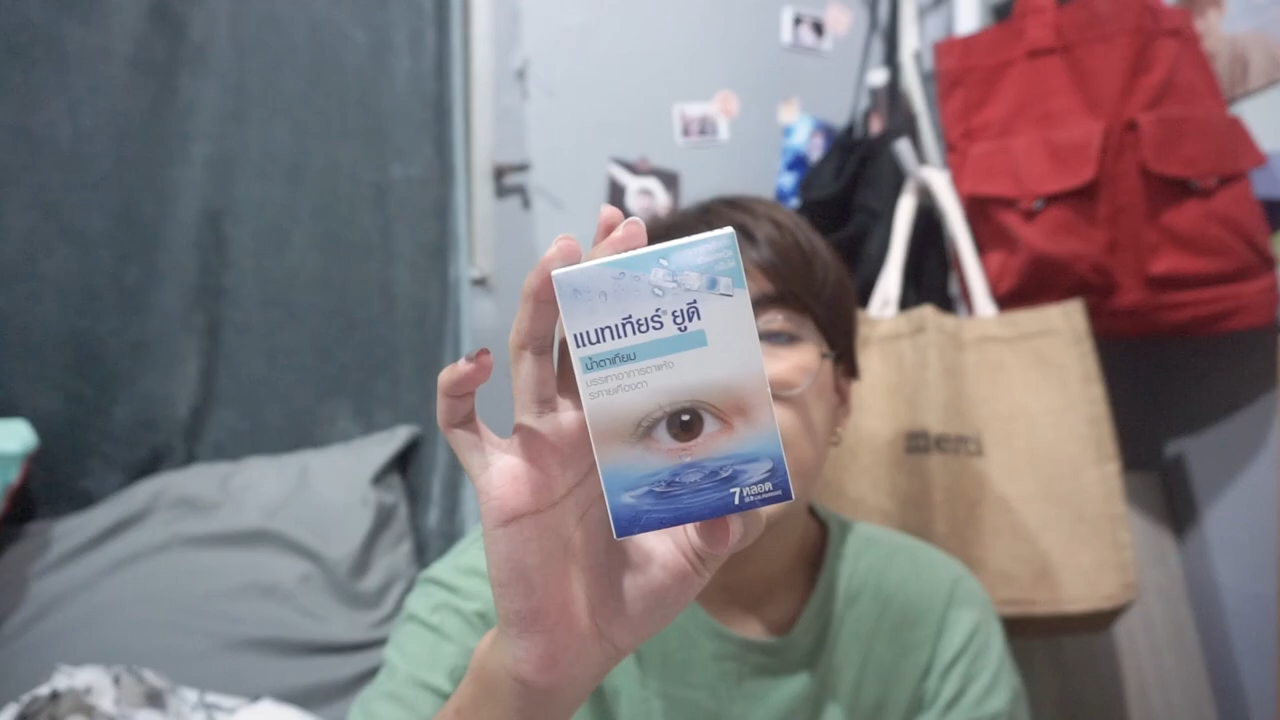 แนทเทียร์® ยูดี
น้ำตาเทียม
บรรเทาอาการตาแห้ง
ระคายเคืองตา
7 หลอด
merci